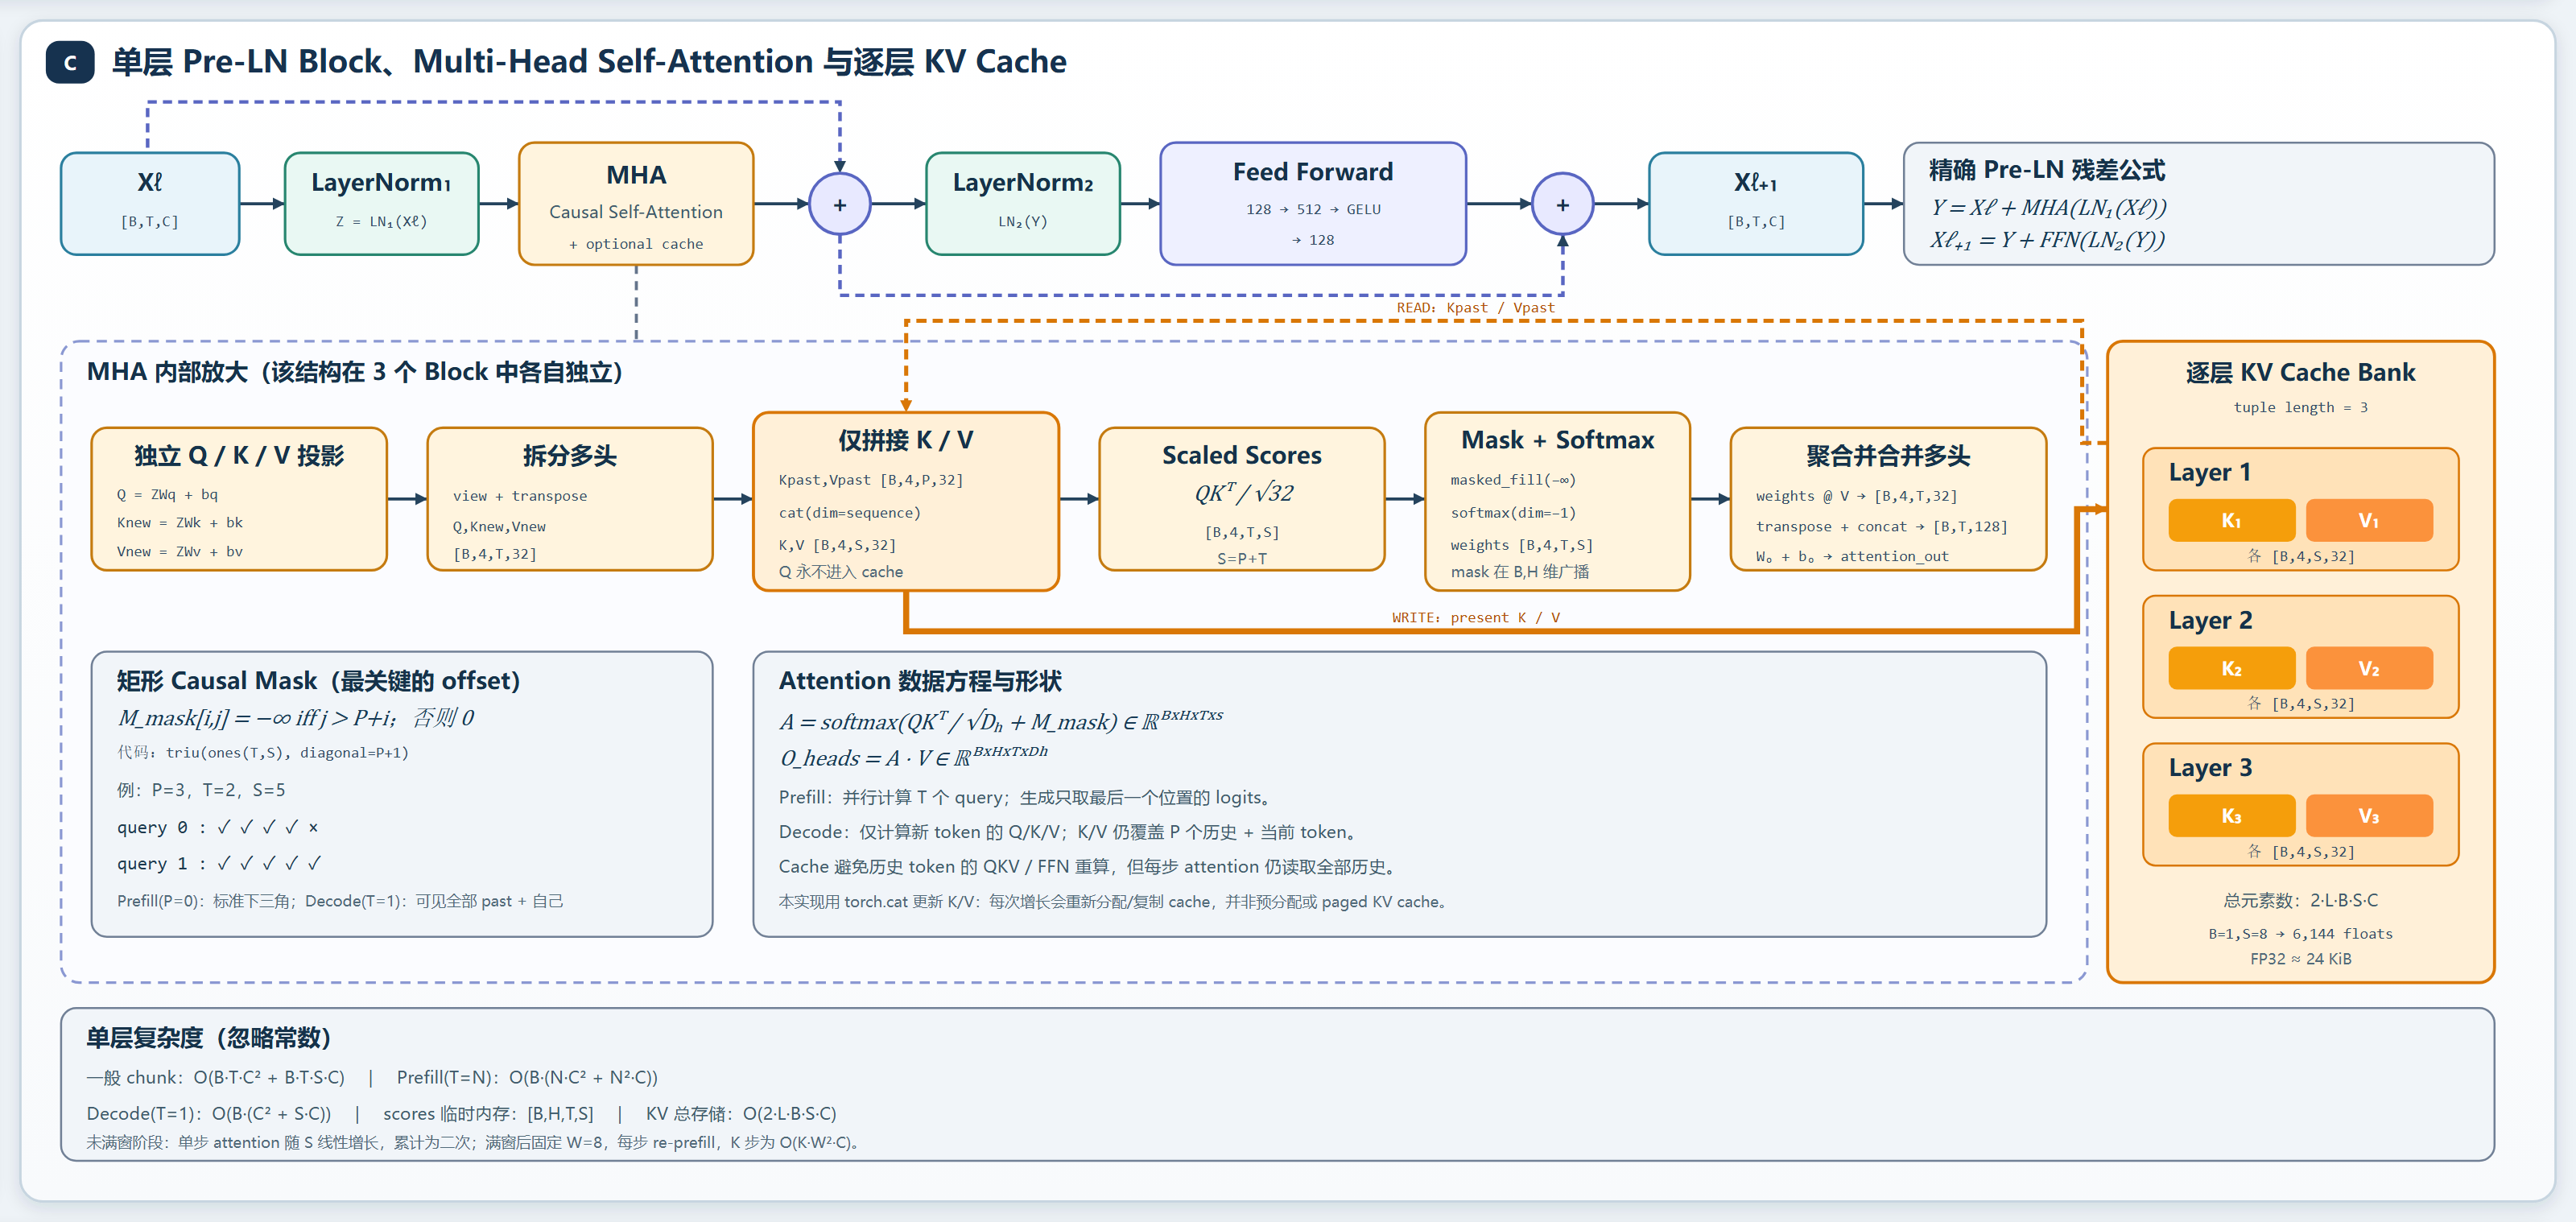 C 单层 Pre-LN Block、Multi-Head Self-Attention 与逐层 KV Cache
Xℓ
[B,T,C]
LayerNorm₁
Z = LN₁(Xℓ)
MHA
Causal Self-Attention
+ optional cache
+
LayerNorm₂
LN₂(Y)
Feed Forward
128 → 512 → GELU
→ 128
+
Xℓ₊₁
[B,T,C]
精确 Pre-LN 残差公式
Y = Xℓ + MHA(LN₁(Xℓ))
Xℓ₊₁ = Y + FFN(LN₂(Y))
READ: Kpast / Vpast
MHA 内部放大（该结构在 3 个 Block 中各自独立）
独立 Q / K / V 投影
Q = ZWq + bq
Knew = ZWk + bk
Vnew = ZWv + bv
拆分多头
view + transpose
Q,Knew,Vnew
[B,4,T,32]
仅拼接 K / V
Kpast,Vpast [B,4,P,32]
cat(dim=sequence)
K,V [B,4,S,32]
Q 永不进入 cache
Scaled Scores
QKᵀ / √32
[B,4,T,S]
S=P+T
Mask + Softmax
masked_fill(−∞)
softmax(dim=−1)
weights [B,4,T,S]
mask 在 B,H 维广播
聚合并合并多头
weights @ V → [B,4,T,32]
transpose + concat → [B,T,128]
Wₒ + bₒ → attention_out
WRITE: present K / V
矩形 Causal Mask（最关键的 offset）
M_mask[i,j] = −∞ iff j > P+i；否则 0
代码：triu(ones(T,S), diagonal=P+1)
例：P=3，T=2，S=5
query 0 : ✓ ✓ ✓ ✓ ×
query 1 : ✓ ✓ ✓ ✓ ✓
Prefill(P=0)：标准下三角；Decode(T=1)：可见全部 past + 自己
Attention 数据方程与形状
A = softmax(QKᵀ / √Dₕ + M_mask) ∈ ℝᴮˣᴴˣᵀˣˢ
O_heads = A · V ∈ ℝᴮˣᴴˣᵀˣᴰʰ
Prefill：并行计算 T 个 query；生成只取最后一个位置的 logits。
Decode：仅计算新 token 的 Q/K/V；K/V 仍覆盖 P 个历史 + 当前 token。
Cache 避免历史 token 的 QKV / FFN 重算，但每步 attention 仍读取全部历史。
本实现用 torch.cat 更新 K/V：每次增长会重新分配/复制 cache，并非预分配或 paged KV cache。
逐层 KV Cache Bank
tuple length = 3
Layer 1
K₁ V₁
各 [B,4,S,32]
Layer 2
K₂ V₂
各 [B,4,S,32]
Layer 3
K₃ V₃
各 [B,4,S,32]
总元素数：2·L·B·S·C
B=1,S=8 → 6,144 floats
FP32 ≈ 24 KiB
单层复杂度（忽略常数）
一般 chunk：O(B·T·C² + B·T·S·C) | Prefill(T=N)：O(B·(N·C² + N²·C))
Decode(T=1)：O(B·(C² + S·C)) | scores 临时内存：[B,H,T,S] | KV 总存储：O(2·L·B·S·C)
未满窗阶段：单步 attention 随 S 线性增长，累计为二次；满窗后固定 W=8，每步 re-prefill，K 步为 O(K·W²·C)。